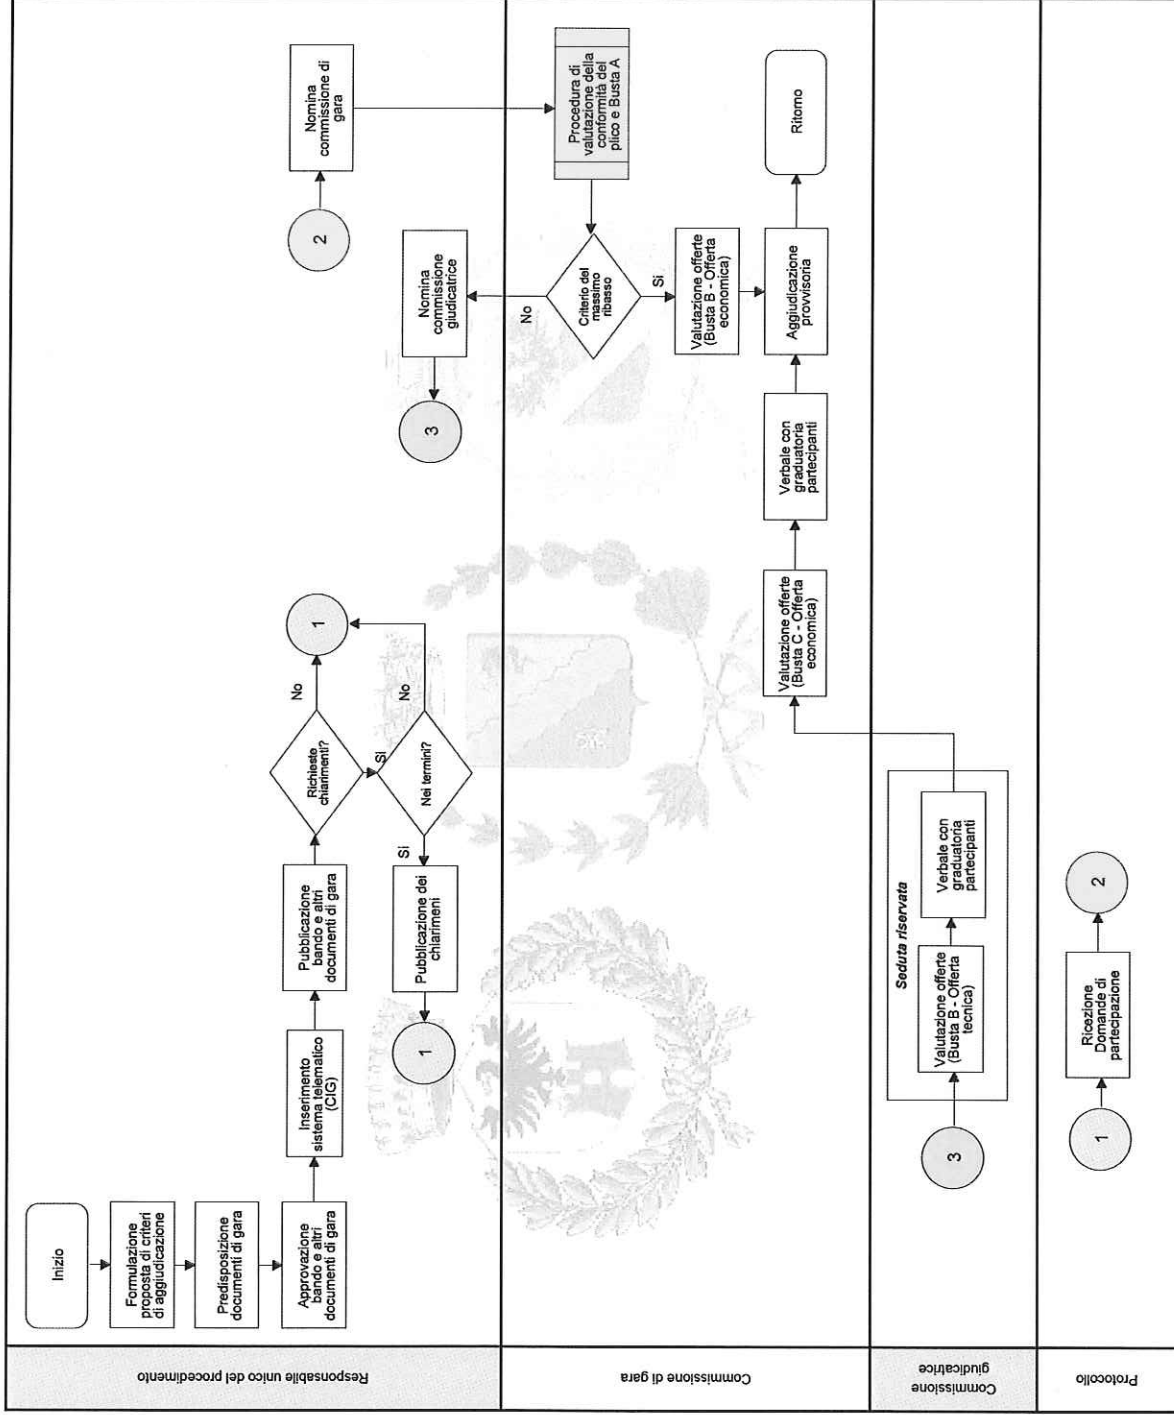 Responsabile unico del procedimento
Inizio
Formulazione
proposta di criteri
di aggiudicazione
Predisposizione
documenti di gara
Approvazione
bando e altri
documenti di gara
Inserimento
sistema telematico
(CIG)
Pubblicazione
bando e altri
documenti di gara
Richieste
chiarimenti?
No
1
Si
Nei termini?
No
Si
Pubblicazione dei
chiarimeni
1
2
Nomina
commissione di
gara
Nomina
commissione
giudicatrice
3
Commissione di gara
Procedura di
valutazione della
conformità del
plico e Busta A
Criterio del
massimo
ribasso
No
Si
Valutazione offerte
(Busta B - Offerta
economica)
Valutazione offerte
(Busta C - Offerta
economica)
Verbale con
graduatoria
partecipanti
Aggiudicazione
provvisoria
Ritorno
Commissione
giudicatrice
Seduta riservata
3
Valutazione offerte
(Busta B - Offerta
tecnica)
Verbale con
graduatoria
partecipanti
Protocollo
1
Ricezione
Domande di
partecipazione
2